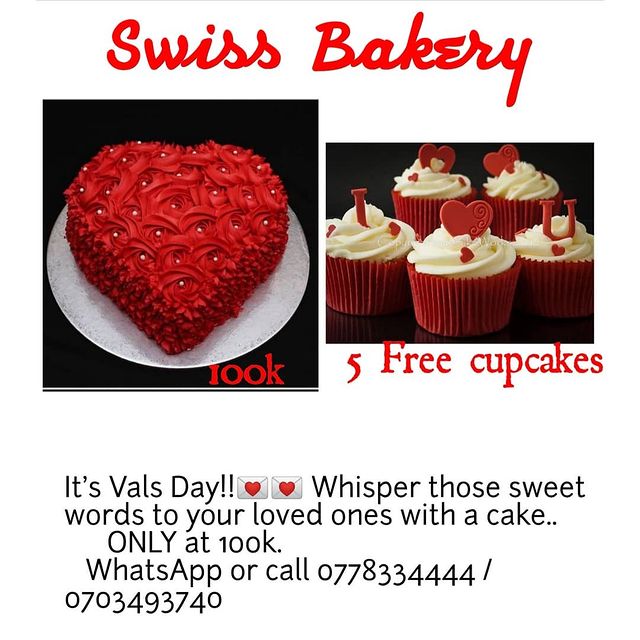 Swiss Bakery
I
U
100k
5 Free cupcakes
It's Vals Day!!💌💌 Whisper those sweet
words to your loved ones with a cake..
ONLY at 100k.
WhatsApp or call 0778334444 /
0703493740